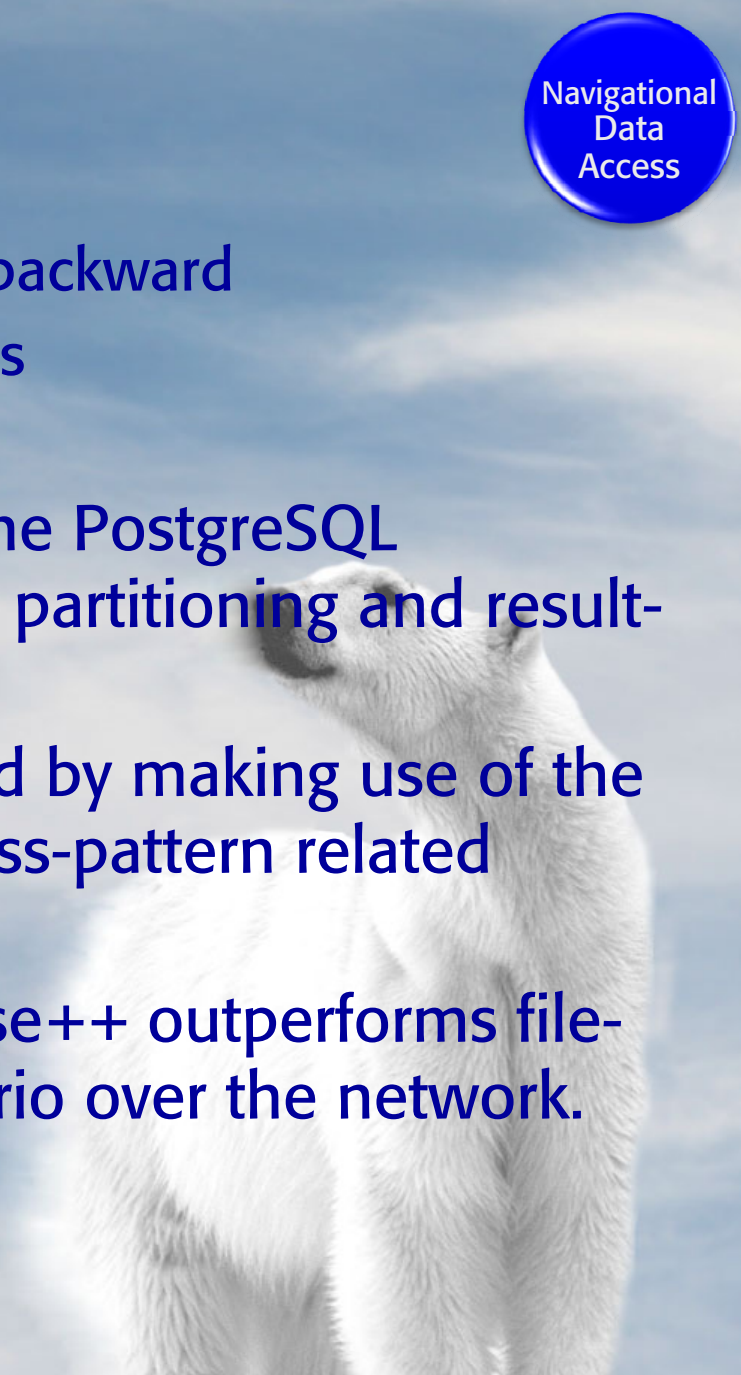 Navigational
Data
Access
backward
s
PostgreSQL
partitioning and result-
by making use of the
ss-pattern related
se++ outperforms file-
rio over the network.